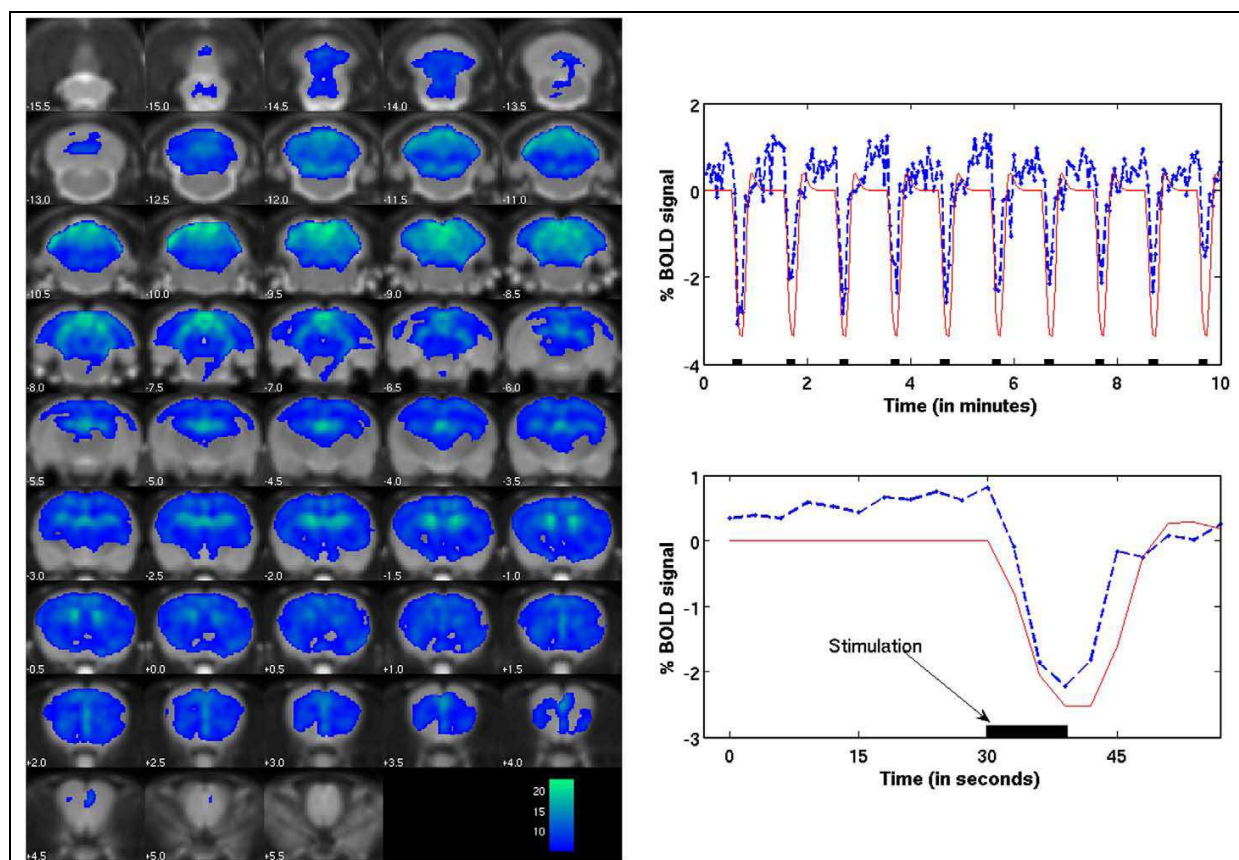 -15.5 -15.0 -14.5 -14.0 -13.5
-13.0 -12.5 -12.0 -11.5 -11.0
-10.5 -10.0 -9.5 -9.0 -8.5
-8.0 -7.5 -7.0 -6.5 -6.0
-5.5 -5.0 -4.5 -4.0 -3.5
-3.0 -2.5 -2.0 -1.5 -1.0
-0.5 +0.0 +0.5 +1.0 +1.5
+2.0 +2.5 +3.0 +3.5 +4.0
+4.5 +5.0 +5.5
20
15
10
% BOLD signal
2
0
-2
-4
0 2 4 6 8 10
Time (in minutes)
% BOLD signal
1
0
-1
-2
-3
Stimulation
0 15 30 45
Time (in seconds)